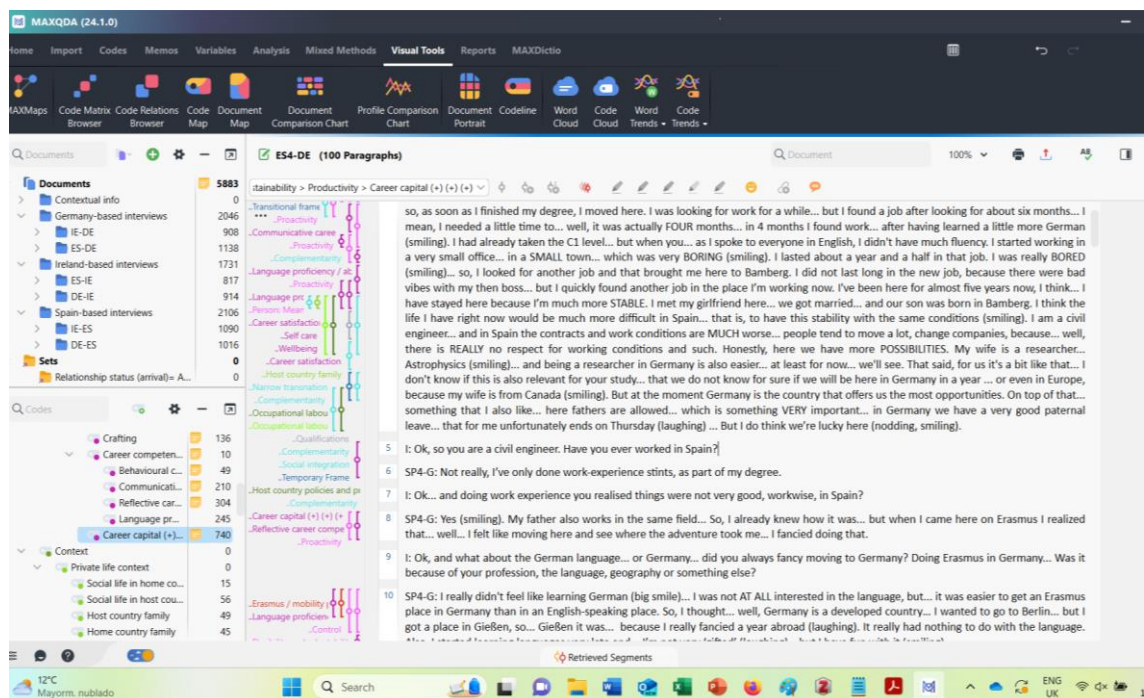 MAXQDA (24.1.0)
Home Import Codes Memos Variables Analysis Mixed Methods Visual Tools Reports MAXDictio
MAXMaps
Code Matrix Browser
Code Relations Browser
Code Map
Document Map
Document Comparison Chart
Profile Comparison Chart
Document Portrait
Codeline
Word Cloud
Code Cloud
Word Trends
Code Trends
Documents
ES4-DE (100 Paragraphs)
Document
100%
Documents 5883
Contextual info 0
Germany-based interviews 2046
IE-DE 908
ES-DE 1138
Ireland-based interviews 1731
ES-IE 817
DE-IE 914
Spain-based interviews 2106
IE-ES 1090
DE-ES 1016
Sets 0
Relationship status (arrival)= A... 0
Codes
Crafting 136
Career competen... 10
Behavioural c... 49
Communicati... 210
Reflective car... 304
Language pr... 245
Career capital (+)... 740
Context 0
Private life context 0
Social life in home co... 15
Social life in host cou... 56
Host country family 49
Home country family 45
tainability > Productivity > Career capital (+) (+) (+)
..Transitional frame
..Proactivity
..Communicative caree
..Proactivity
..Complementarity
..Language proficiency / at
..Proactivity
..Language pro
..Person: Mear
..Career satisfaction
..Self care
..Wellbeing
..Career satisfaction
..Host country family
..Narrow transnation
..Complementarity
..Occupational labou
..Occupational labou
..Qualifications
..Complementarity
..Social integration
..Temporary Frame
..Host country policies and pr
..Complementarity
..Career capital (+) (+) (+
..Reflective career compe
..Proactivity
..Erasmus / mobility
..Language proficien
..Control
so, as soon as I finished my degree, I moved here. I was looking for work for a while... but I found a job after looking for about six months... I
mean, I needed a little time to... well, it was actually FOUR months... in 4 months I found work... after having learned a little more German
(smiling). I had already taken the C1 level... but when you... as I spoke to everyone in English, I didn't have much fluency. I started working in
a very small office... in a SMALL town... which was very BORING (smiling). I lasted about a year and a half in that job. I was really BORED
(smiling)... so, I looked for another job and that brought me here to Bamberg. I did not last long in the new job, because there were bad
vibes with my then boss... but I quickly found another job in the place I'm working now. I've been here for almost five years now, I think... I
have stayed here because I'm much more STABLE. I met my girlfriend here... we got married... and our son was born in Bamberg. I think the
life I have right now would be much more difficult in Spain... that is, to have this stability with the same conditions (smiling). I am a civil
engineer... and in Spain the contracts and work conditions are MUCH worse... people tend to move a lot, change companies, because... well,
there is REALLY no respect for working conditions and such. Honestly, here we have more POSSIBILITIES. My wife is a researcher...
Astrophysics (smiling)... and being a researcher in Germany is also easier... at least for now... we'll see. That said, for us it's a bit like that... I
don't know if this is also relevant for your study... that we do not know for sure if we will be here in Germany in a year ... or even in Europe,
because my wife is from Canada (smiling). But at the moment Germany is the country that offers us the most opportunities. On top of that...
something that I also like... here fathers are allowed... which is something VERY important... in Germany we have a very good paternal
leave... that for me unfortunately ends on Thursday (laughing) ... But I do think we're lucky here (nodding, smiling).
5 I: Ok, so you are a civil engineer. Have you ever worked in Spain?
6 SP4-G: Not really, I've only done work-experience stints, as part of my degree.
7 I: Ok... and doing work experience you realised things were not very good, workwise, in Spain?
8 SP4-G: Yes (smiling). My father also works in the same field... So, I already knew how it was... but when I came here on Erasmus I realized
that... well... I felt like moving here and see where the adventure took me... I fancied doing that.
9 I: Ok, and what about the German language... or Germany... did you always fancy moving to Germany? Doing Erasmus in Germany... Was it
because of your profession, the language, geography or something else?
10 SP4-G: I really didn't feel like learning German (big smile)... I was not AT ALL interested in the language, but... it was easier to get an Erasmus
place in Germany than in an English-speaking place. So, I thought... well, Germany is a developed country... I wanted to go to Berlin... but I
got a place in Gießen, so... Gießen it was... because I really fancied a year abroad (laughing). It really had nothing to do with the language.
Retrieved Segments
12°C
Mayorm. nublado
Search
ENG
UK